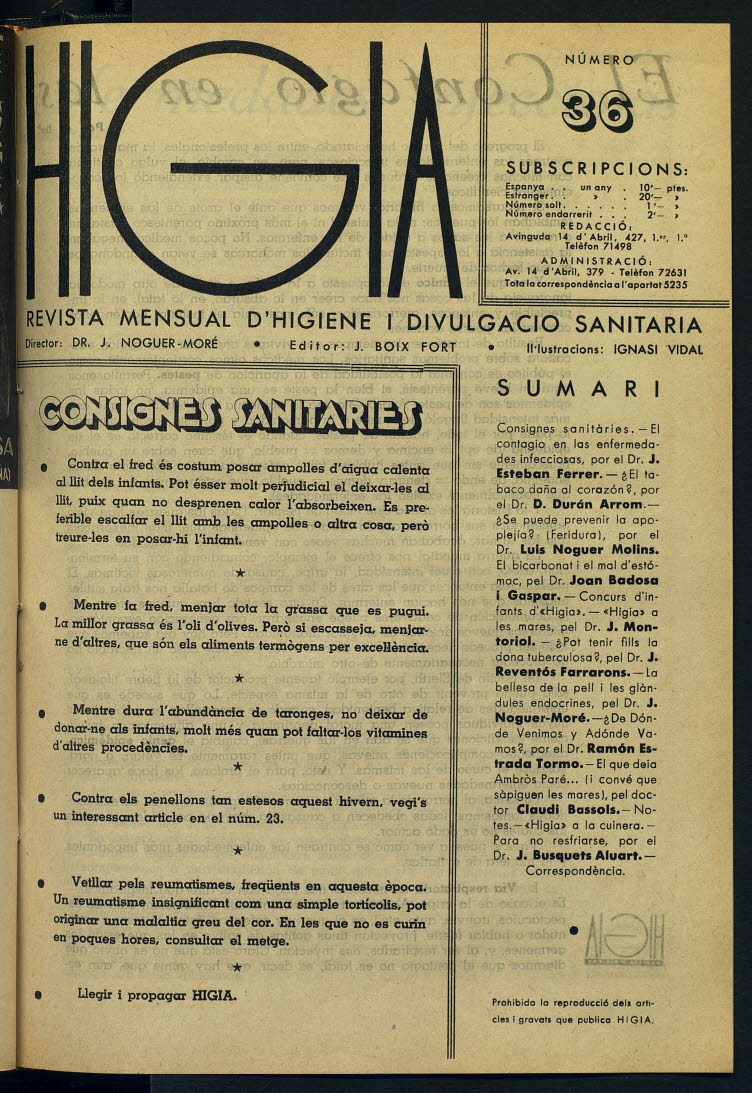 HIGIA
NÚMERO
36
SUBSCRIPCIONS:
Espanya . . un any . 10'— ptes.
Estranger . . » . 20'— »
Número solt . . . . . . 1'— »
Número endarrerit . . . 2'— »
REDACCIÓ:
Avinguda 14 d'Abril, 427, 1.er, 1.º
Telèfon 71498
ADMINISTRACIÓ:
Av. 14 d'Abril, 379 - Telèfon 72631
Tota la correspondència a l'apartat 5235
REVISTA MENSUAL D'HIGIENE I DIVULGACIO SANITARIA
Director: DR. J. NOGUER-MORÉ • Editor: J. BOIX FORT • Il·lustracions: IGNASI VIDAL
CONSIGNES SANITARIES
• Contra el fred és costum posar ampolles d'aigua calenta
al llit dels infants. Pot ésser molt perjudicial el deixar-les al
llit, puix quan no desprenen calor l'absorbeixen. Es pre-
ferible escalfar el llit amb les ampolles o altra cosa, però
treure-les en posar-hi l'infant.
★
• Mentre fa fred, menjar tota la grassa que es pugui.
La millor grassa és l'oli d'olives. Però si escasseja, menjar-
ne d'altres, que són els aliments termògens per excel·lència.
★
• Mentre dura l'abundància de taronges, no deixar de
donar-ne als infants, molt més quan pot faltar-los vitamines
d'altres procedències.
★
• Contra els penellons tan estesos aquest hivern, vegi's
un interessant article en el núm. 23.
★
• Vetllar pels reumatismes, freqüents en aquesta època.
Un reumatisme insignificant com una simple tortícolis, pot
originar una malaltia greu del cor. En les que no es curin
en poques hores, consultar el metge.
★
• Llegir i propagar HIGIA.
SUMARI
Consignes sanitàries. — El
contagio en las enfermeda-
des infecciosas, por el Dr. J.
Esteban Ferrer. — ¿El ta-
baco daña al corazón?, por
el Dr. D. Durán Arrom. —
¿Se puede prevenir la apo-
plejía? (Feridura), por el
Dr. Luis Noguer Molins.
El bicarbonat i el mal d'estó-
mac, pel Dr. Joan Badosa
i Gaspar. — Concurs d'in-
fants d'«Higia». — «Higia» a
les mares, pel Dr. J. Mon-
toriol. — ¿Pot tenir fills la
dona tuberculosa?, pel Dr. J.
Reventós Farrarons. — La
bellesa de la pell i les glàn-
dules endocrines, pel Dr. J.
Noguer-Moré. — ¿De Dón-
de Venimos y Adónde Va-
mos?, por el Dr. Ramón Es-
trada Tormo. — El que deia
Ambròs Paré... (i convé que
sàpiguen les mares), pel doc-
tor Claudi Bassols. — No-
tes. — «Higia» a la cuinera. —
Para no resfriarse, por el
Dr. J. Busquets Aluart. —
Correspondència.
Prohibida la reproducció dels arti-
cles i gravats que publica HIGIA.